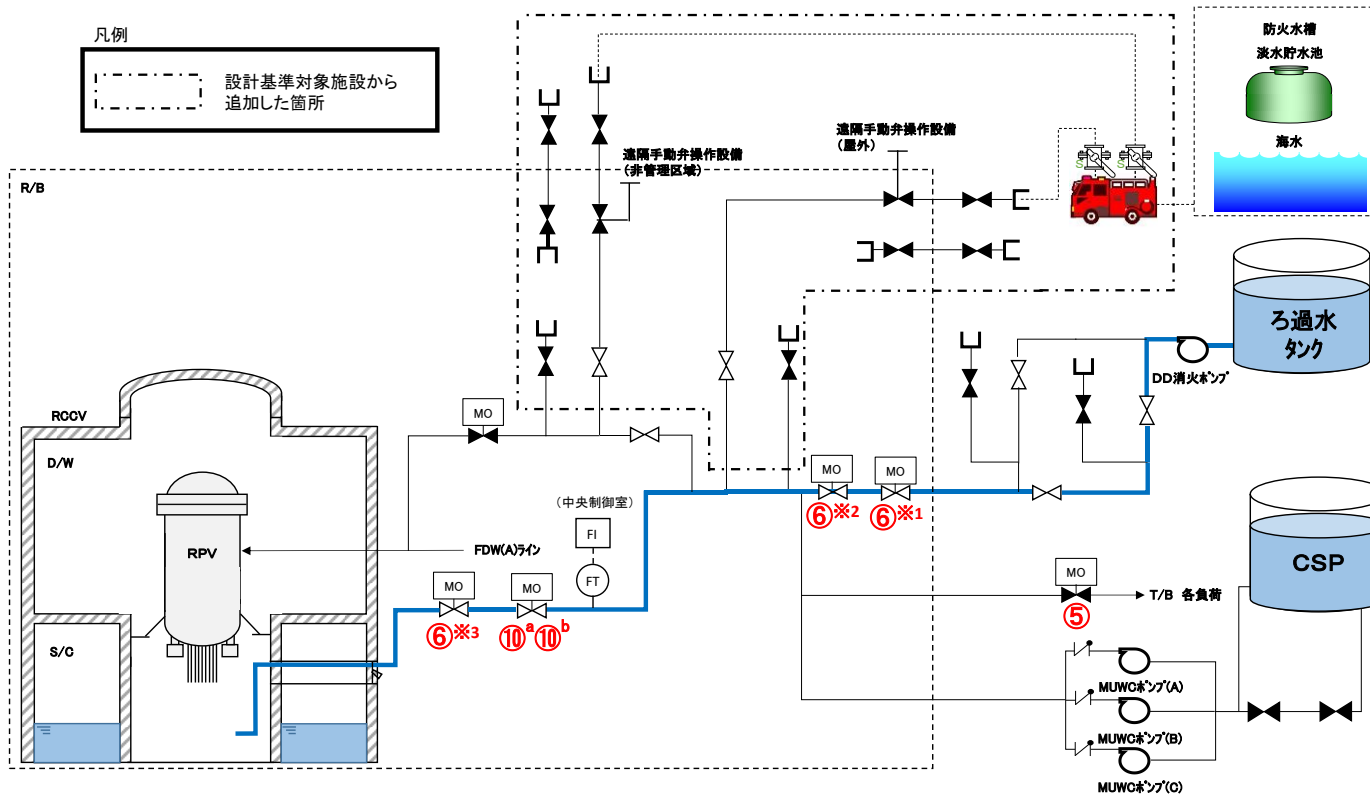 凡例
設計基準対象施設から
追加した箇所
防火水槽
淡水貯水池
海水
遠隔手動弁操作設備
(屋外)
遠隔手動弁操作設備
(非管理区域)
R/B
S
S
ろ過水
タンク
DD消火ポンプ
RCCV
MO
D/W
MO
MO
(中央制御室)
⑥※2
⑥※1
FI
RPV
FDW(A)ライン
CSP
FT
MO
MO
MO
T/B 各負荷
⑥※3
⑩a
⑩b
⑤
S/C
MUWCポンプ(A)
MUWCポンプ(B)
MUWCポンプ(C)